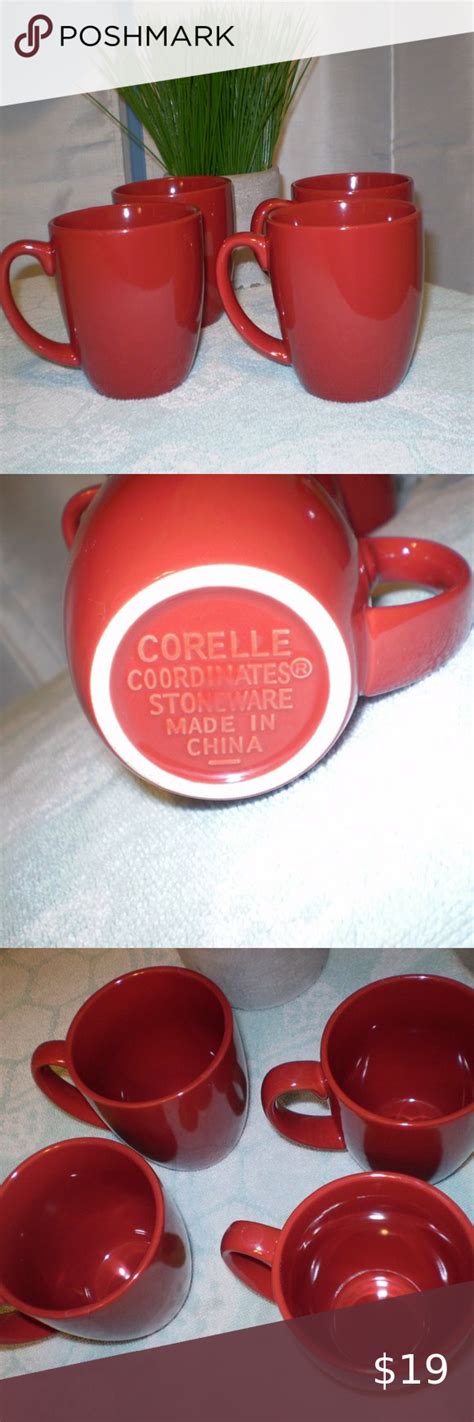 POSHMARK
CORELLE
COORDINATES®
STONEWARE
MADE IN
CHINA
$19